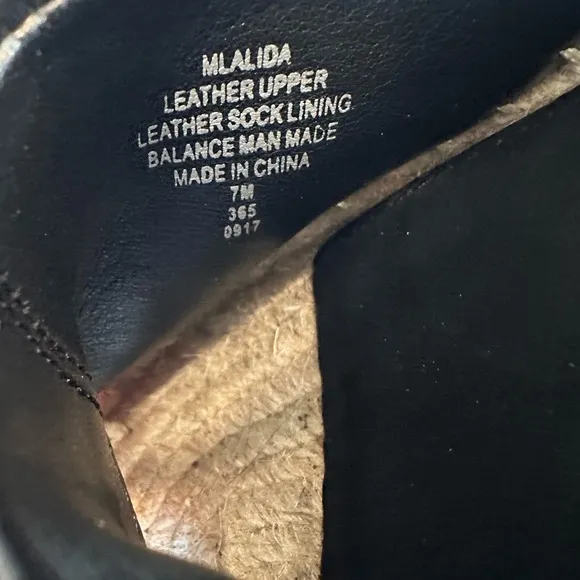 MLALIDA
LEATHER UPPER
LEATHER SOCK LINING
BALANCE MAN MADE
MADE IN CHINA
7M
365
0917